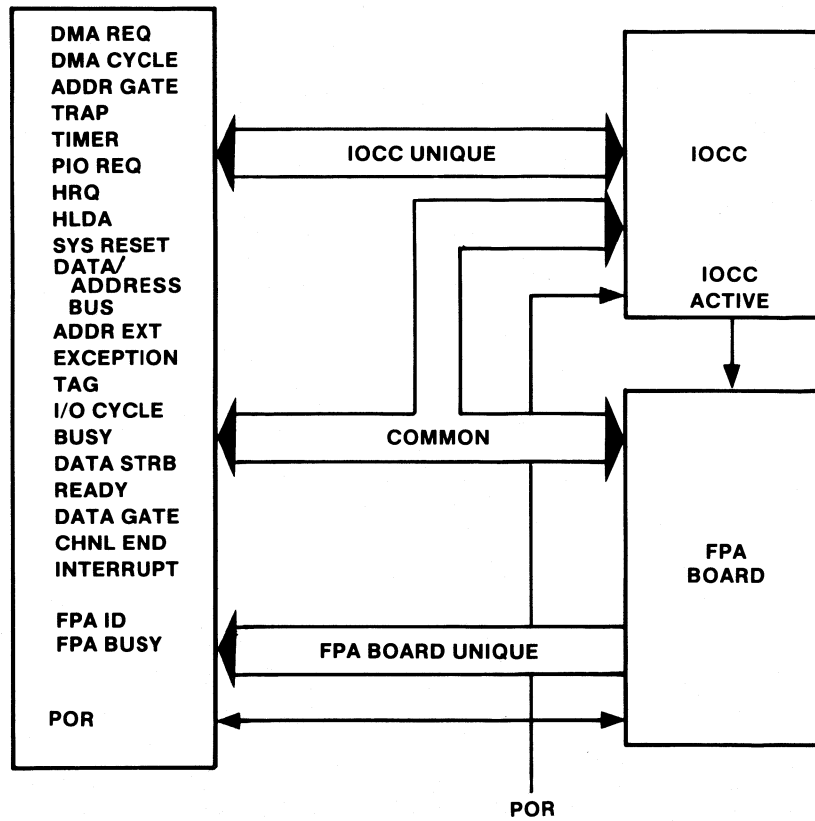 DMA REQ
DMA CYCLE
ADDR GATE
TRAP
TIMER
PIO REQ
HRQ
HLDA
SYS RESET
DATA/
ADDRESS
BUS
ADDR EXT
EXCEPTION
TAG
I/O CYCLE
BUSY
DATA STRB
READY
DATA GATE
CHNL END
INTERRUPT
FPA ID
FPA BUSY
POR
IOCC UNIQUE
COMMON
FPA BOARD UNIQUE
IOCC
IOCC
ACTIVE
FPA
BOARD
POR